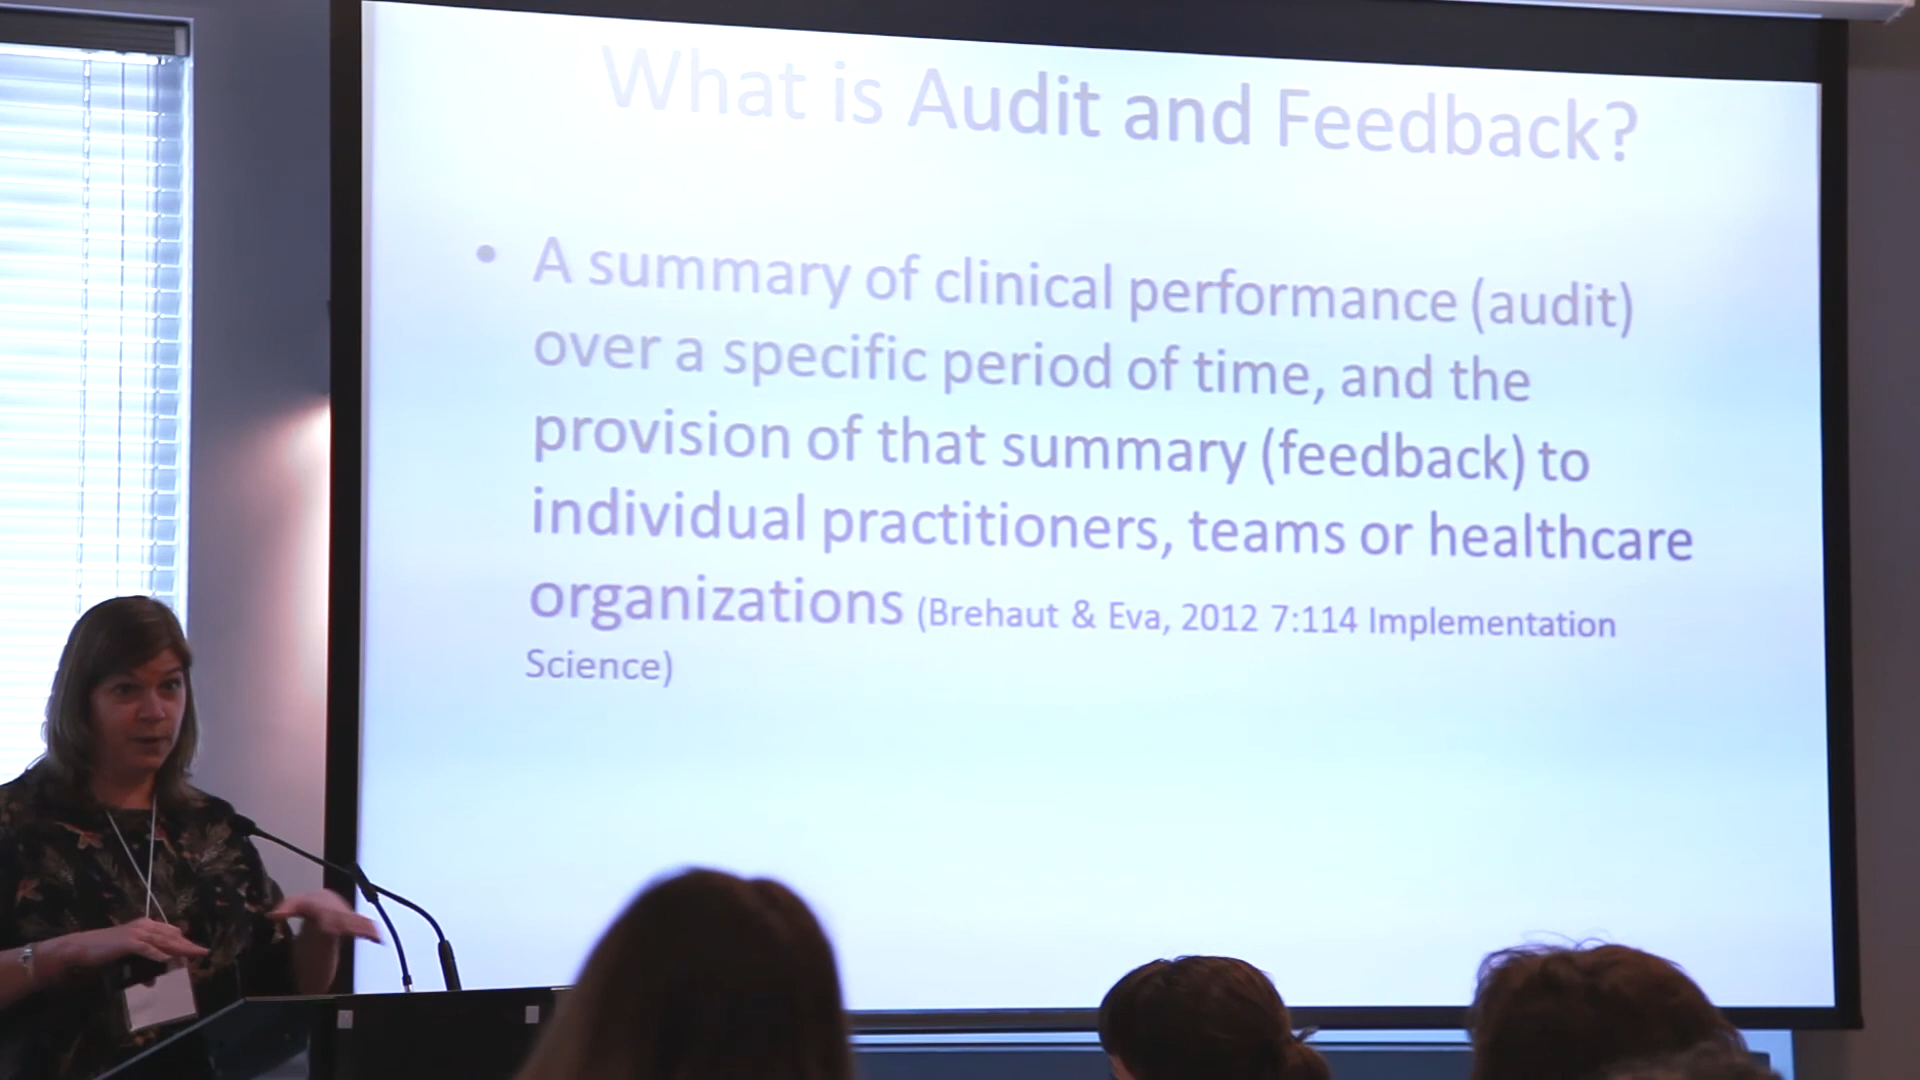 What is Audit and Feedback?
• A summary of clinical performance (audit)
over a specific period of time, and the
provision of that summary (feedback) to
individual practitioners, teams or healthcare
organizations (Brehaut & Eva, 2012 7:114 Implementation
Science)